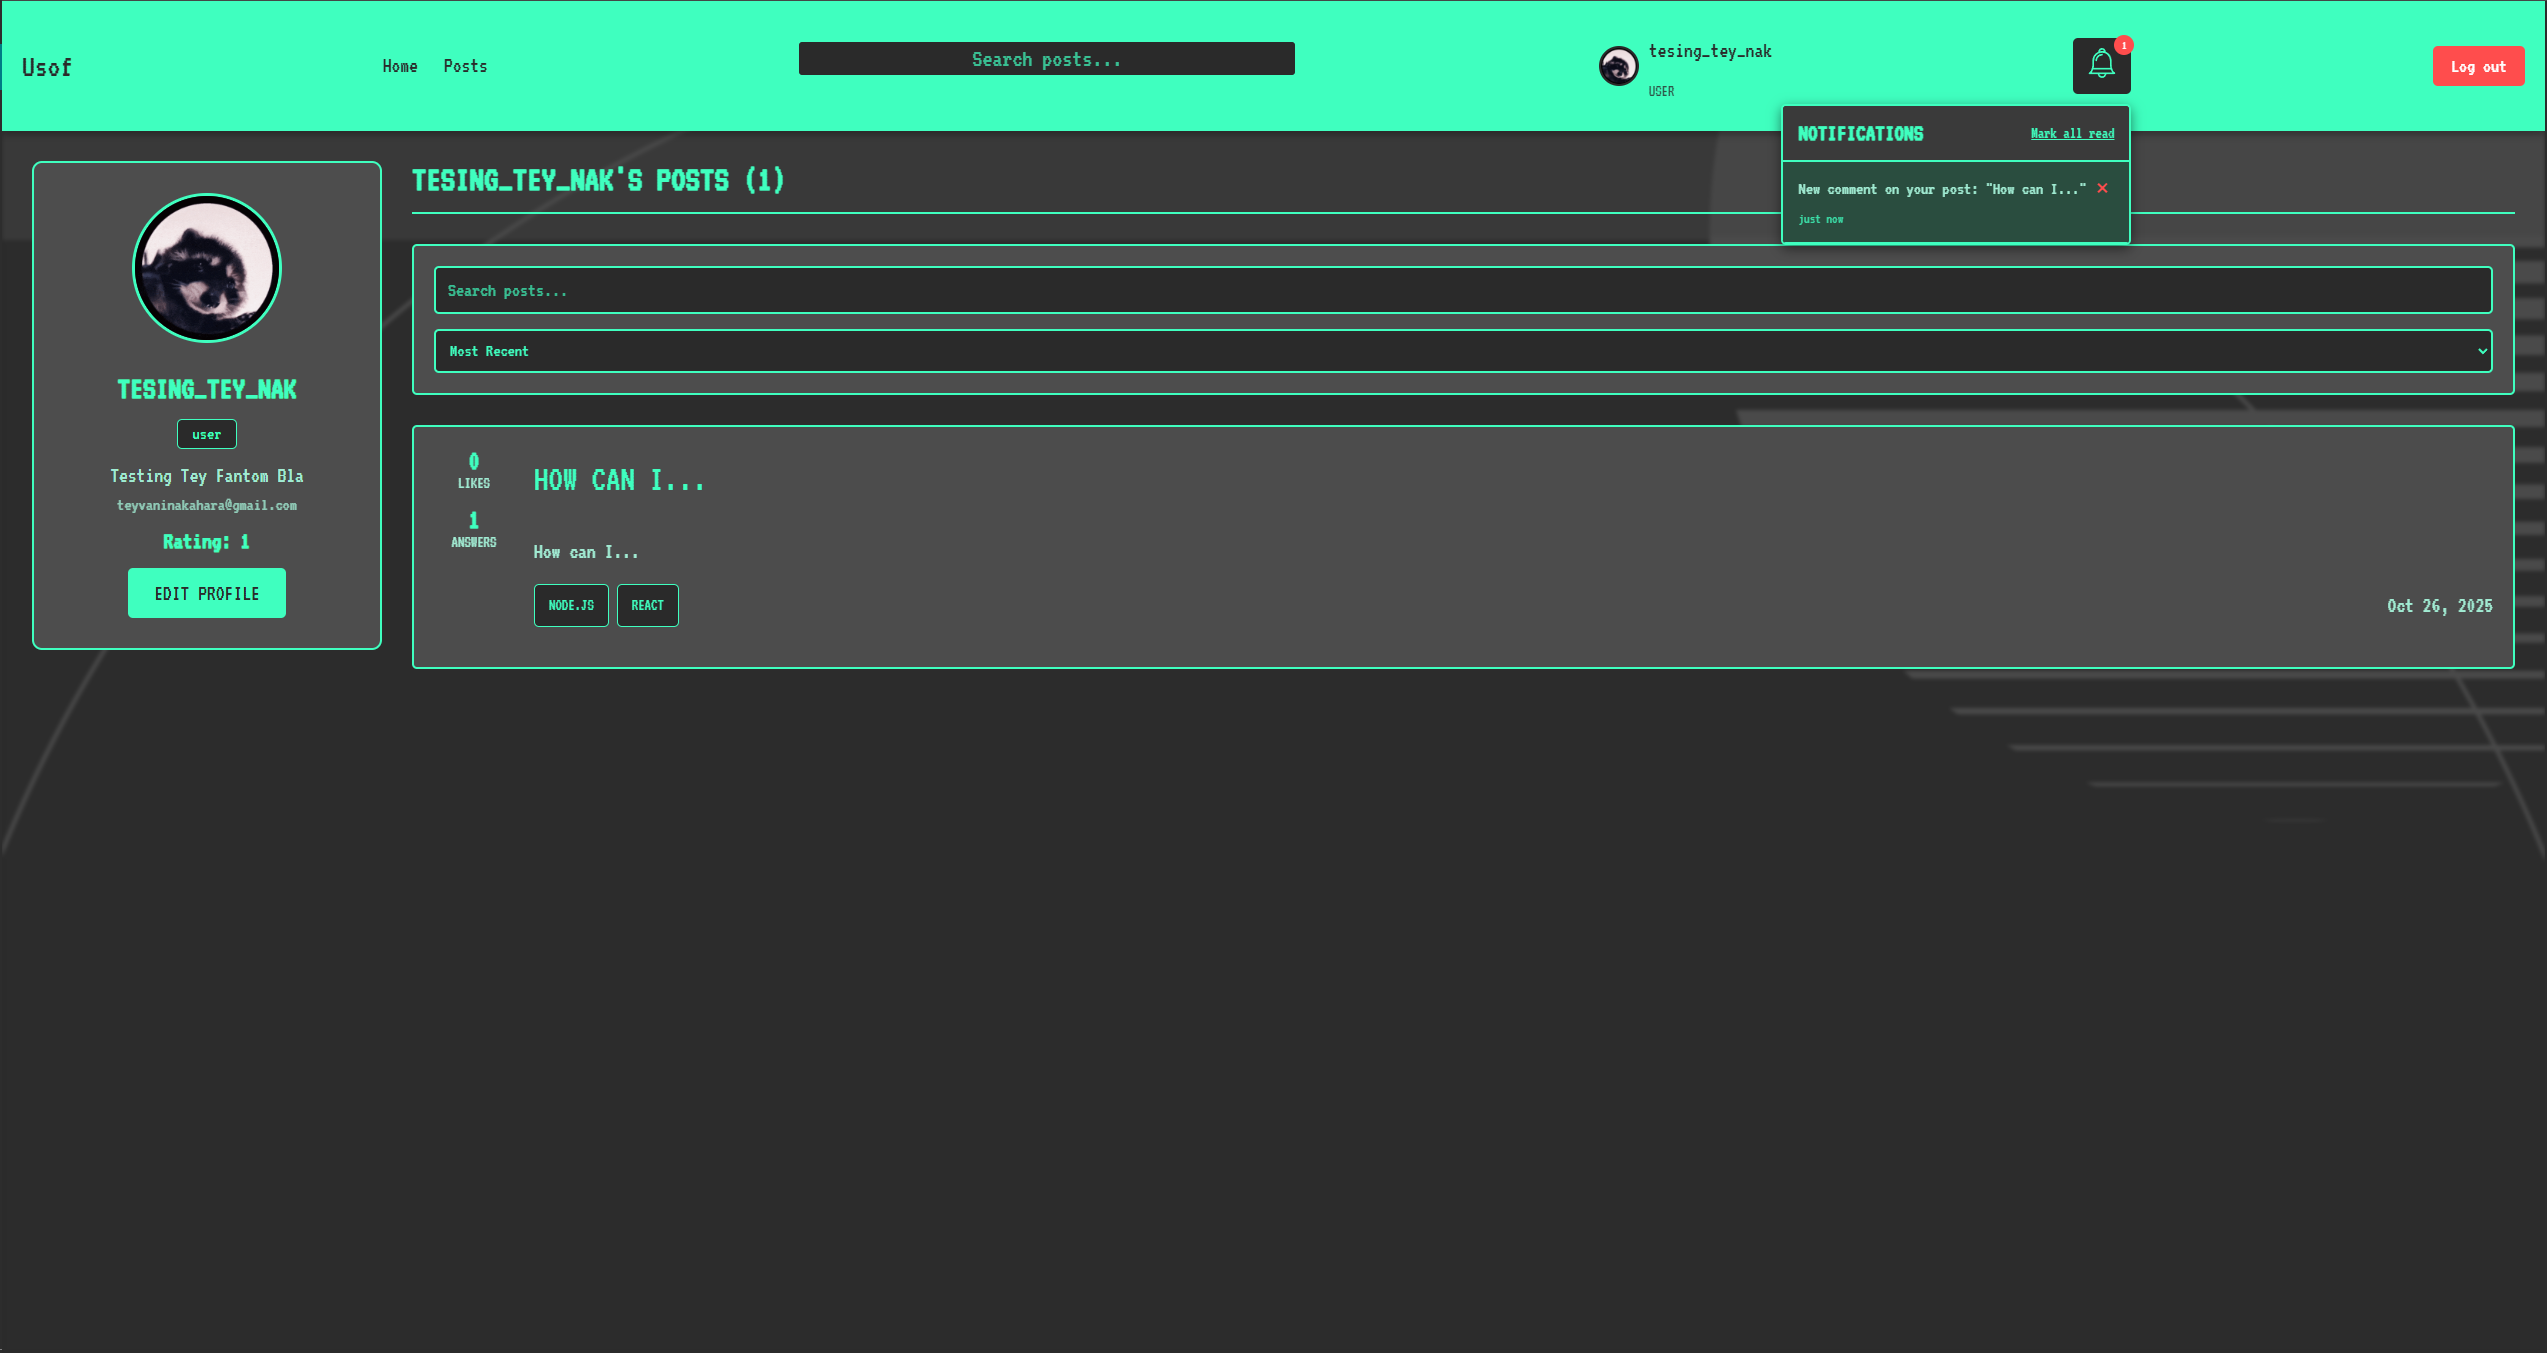 Usof
Home Posts
Search posts...
tesing_tey_nak
USER
1
Log out
NOTIFICATIONS Mark all read
New comment on your post: "How can I..." ✕
just now
TESING_TEY_NAK
user
Testing Tey Fantom Bla
teyvaninakahara@gmail.com
Rating: 1
EDIT PROFILE
TESING_TEY_NAK'S POSTS (1)
Search posts...
Most Recent
0
LIKES
1
ANSWERS
HOW CAN I...
How can I...
NODE.JS REACT
Oct 26, 2025